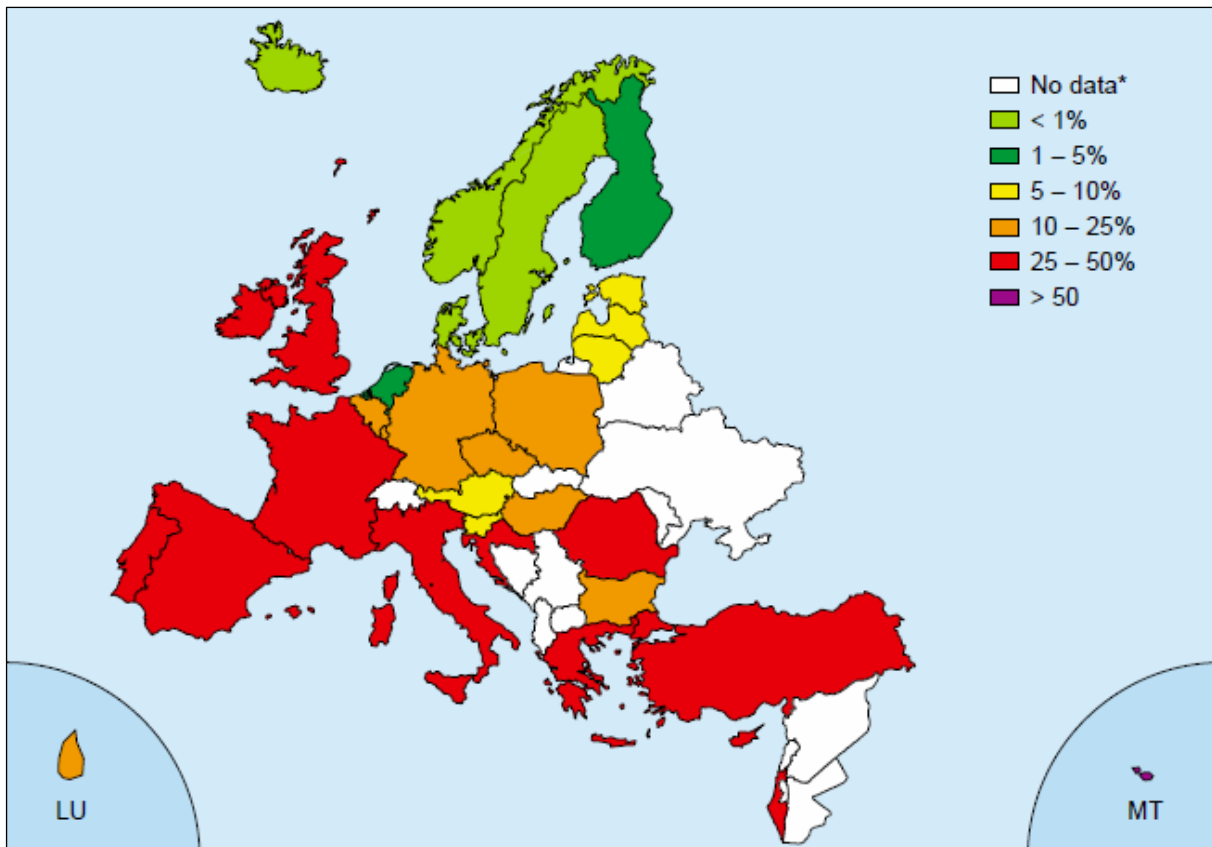 No data*
< 1%
1 – 5%
5 – 10%
10 – 25%
25 – 50%
> 50
LU
MT